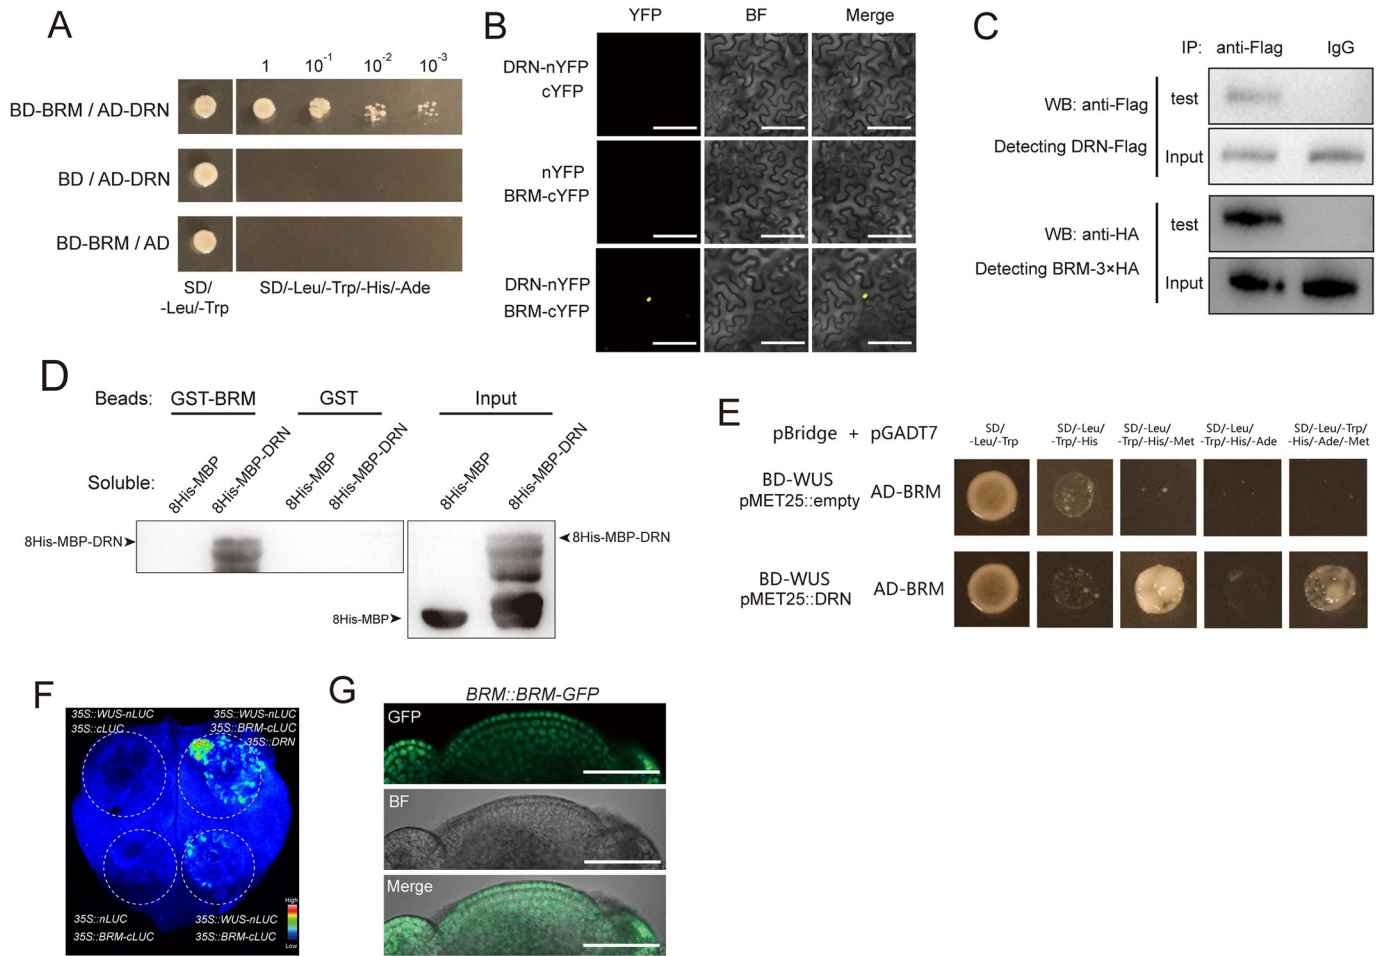 A
1 10⁻¹ 10⁻² 10⁻³
BD-BRM / AD-DRN
BD / AD-DRN
BD-BRM / AD
SD/
-Leu/-Trp
SD/-Leu/-Trp/-His/-Ade
B
YFP BF Merge
DRN-nYFP
cYFP
nYFP
BRM-cYFP
DRN-nYFP
BRM-cYFP
C
IP: anti-Flag IgG
WB: anti-Flag
Detecting DRN-Flag
test
Input
WB: anti-HA
Detecting BRM-3×HA
test
Input
D
Beads: GST-BRM GST Input
Soluble: 8His-MBP 8His-MBP-DRN 8His-MBP 8His-MBP-DRN 8His-MBP 8His-MBP-DRN
8His-MBP-DRN
8His-MBP-DRN
8His-MBP
E
pBridge + pGADT7
SD/
-Leu/-Trp
SD/-Leu/
-Trp/-His
SD/-Leu/
-Trp/-His/-Met
SD/-Leu/
-Trp/-His/-Ade
SD/-Leu/-Trp/
-His/-Ade/-Met
BD-WUS
pMET25::empty
AD-BRM
BD-WUS
pMET25::DRN
AD-BRM
F
35S::WUS-nLUC
35S::cLUC
35S::WUS-nLUC
35S::BRM-cLUC
35S::DRN
35S::nLUC
35S::BRM-cLUC
35S::WUS-nLUC
35S::BRM-cLUC
High
Low
G
BRM::BRM-GFP
GFP
BF
Merge